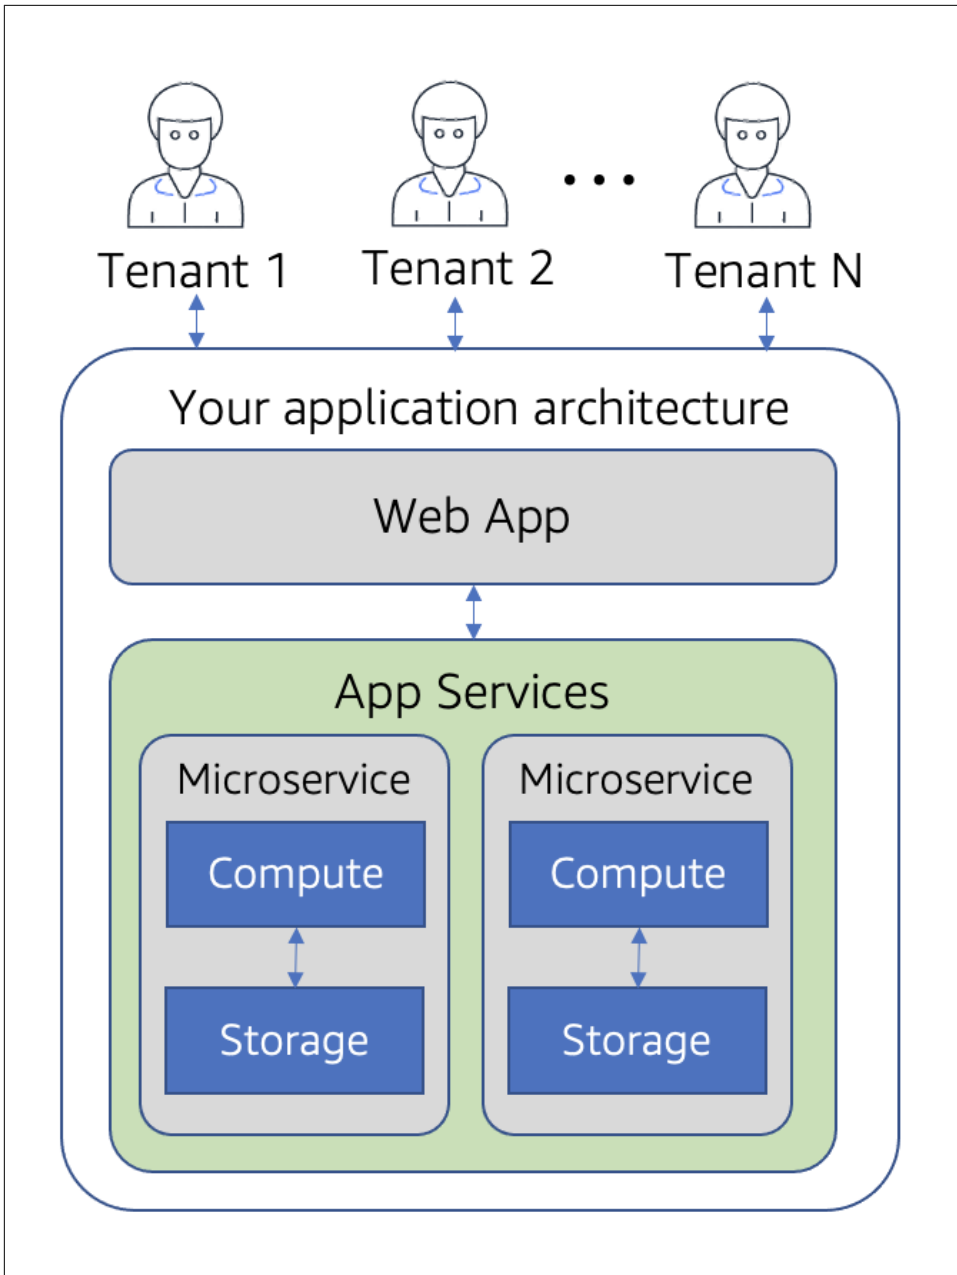 Tenant 1
Tenant 2
...
Tenant N
Your application architecture
Web App
App Services
Microservice
Compute
Storage
Microservice
Compute
Storage